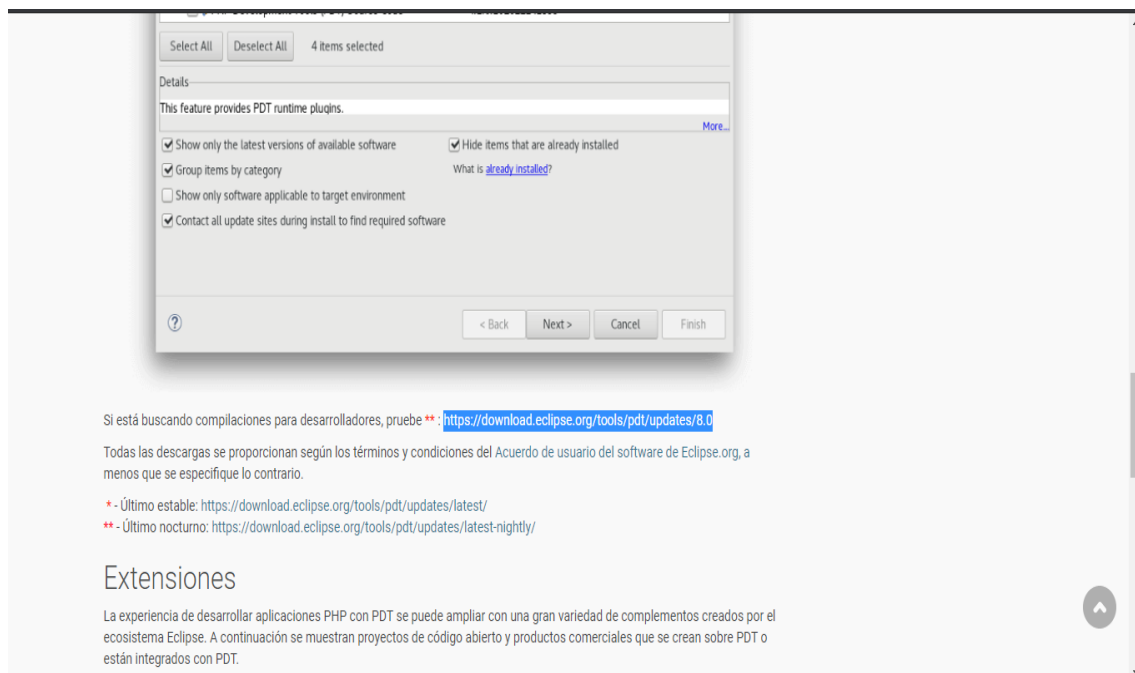 Select All Deselect All 4 items selected
Details
This feature provides PDT runtime plugins.
More...
Show only the latest versions of available software Hide items that are already installed
Group items by category What is already installed?
Show only software applicable to target environment
Contact all update sites during install to find required software
< Back Next > Cancel Finish
Si está buscando compilaciones para desarrolladores, pruebe ** : https://download.eclipse.org/tools/pdt/updates/8.0
Todas las descargas se proporcionan según los términos y condiciones del Acuerdo de usuario del software de Eclipse.org, a
menos que se especifique lo contrario.
* - Último estable: https://download.eclipse.org/tools/pdt/updates/latest/
** - Último nocturno: https://download.eclipse.org/tools/pdt/updates/latest-nightly/
Extensiones
La experiencia de desarrollar aplicaciones PHP con PDT se puede ampliar con una gran variedad de complementos creados por el
ecosistema Eclipse. A continuación se muestran proyectos de código abierto y productos comerciales que se crean sobre PDT o
están integrados con PDT.